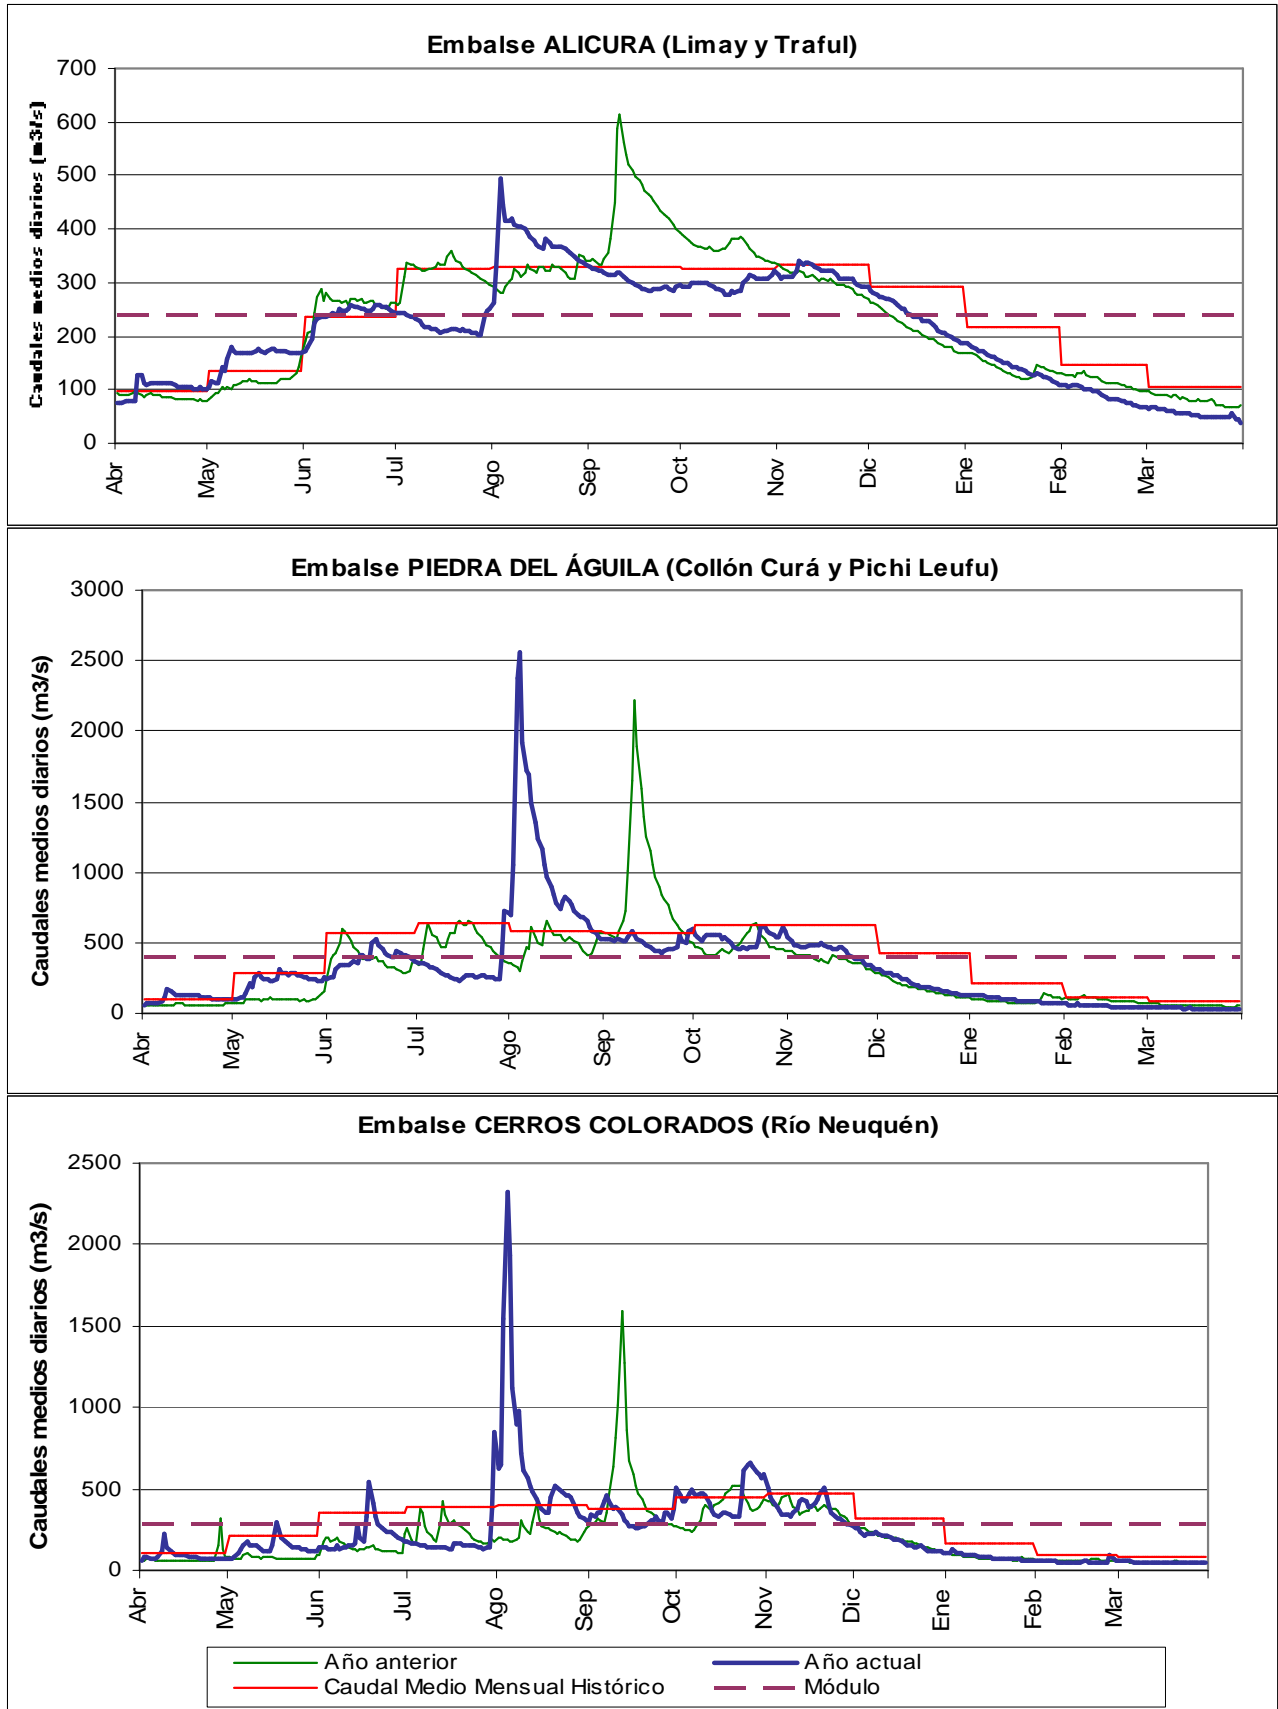 Embalse ALICURA (Limay y Traful)
Caudales medios diarios (m3/s)
700
600
500
400
300
200
100
0
Abr May Jun Jul Ago Sep Oct Nov Dic Ene Feb Mar
Embalse PIEDRA DEL ÁGUILA (Collón Curá y Pichi Leufu)
Caudales medios diarios (m3/s)
3000
2500
2000
1500
1000
500
0
Abr May Jun Jul Ago Sep Oct Nov Dic Ene Feb Mar
Embalse CERROS COLORADOS (Río Neuquén)
Caudales medios diarios (m3/s)
2500
2000
1500
1000
500
0
Abr May Jun Jul Ago Sep Oct Nov Dic Ene Feb Mar
Año anterior Año actual
Caudal Medio Mensual Histórico Módulo